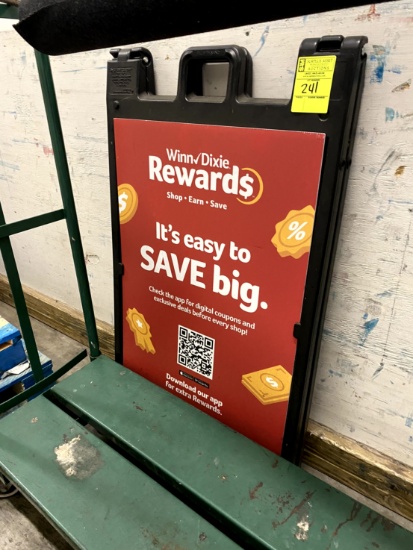 241
Winn✓Dixie
Rewards
Shop • Earn • Save
It's easy to
SAVE big.
Check the app for digital coupons and
exclusive deals before every shop!
Download our app
for extra Rewards.